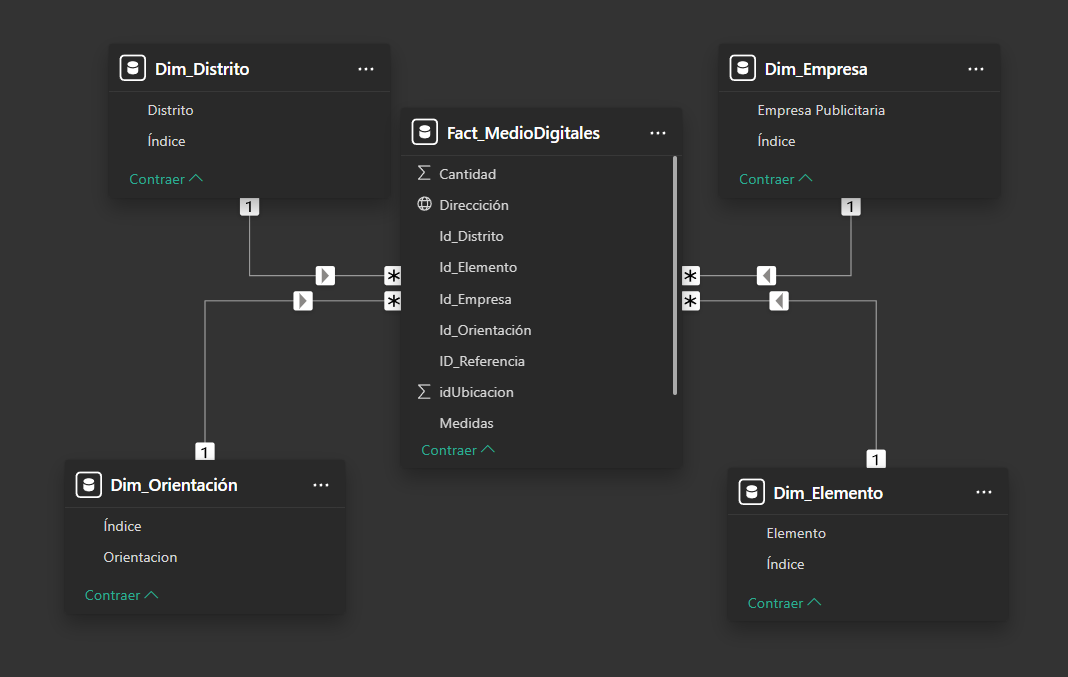 Dim_Distrito
Distrito
Índice
Contraer
1
Fact_MedioDigitales
Cantidad
Direccición
Id_Distrito
Id_Elemento
Id_Empresa
Id_Orientación
ID_Referencia
idUbicacion
Medidas
Contraer
Dim_Empresa
Empresa Publicitaria
Índice
Contraer
1
*
*
*
*
1
Dim_Orientación
Índice
Orientacion
Contraer
1
Dim_Elemento
Elemento
Índice
Contraer